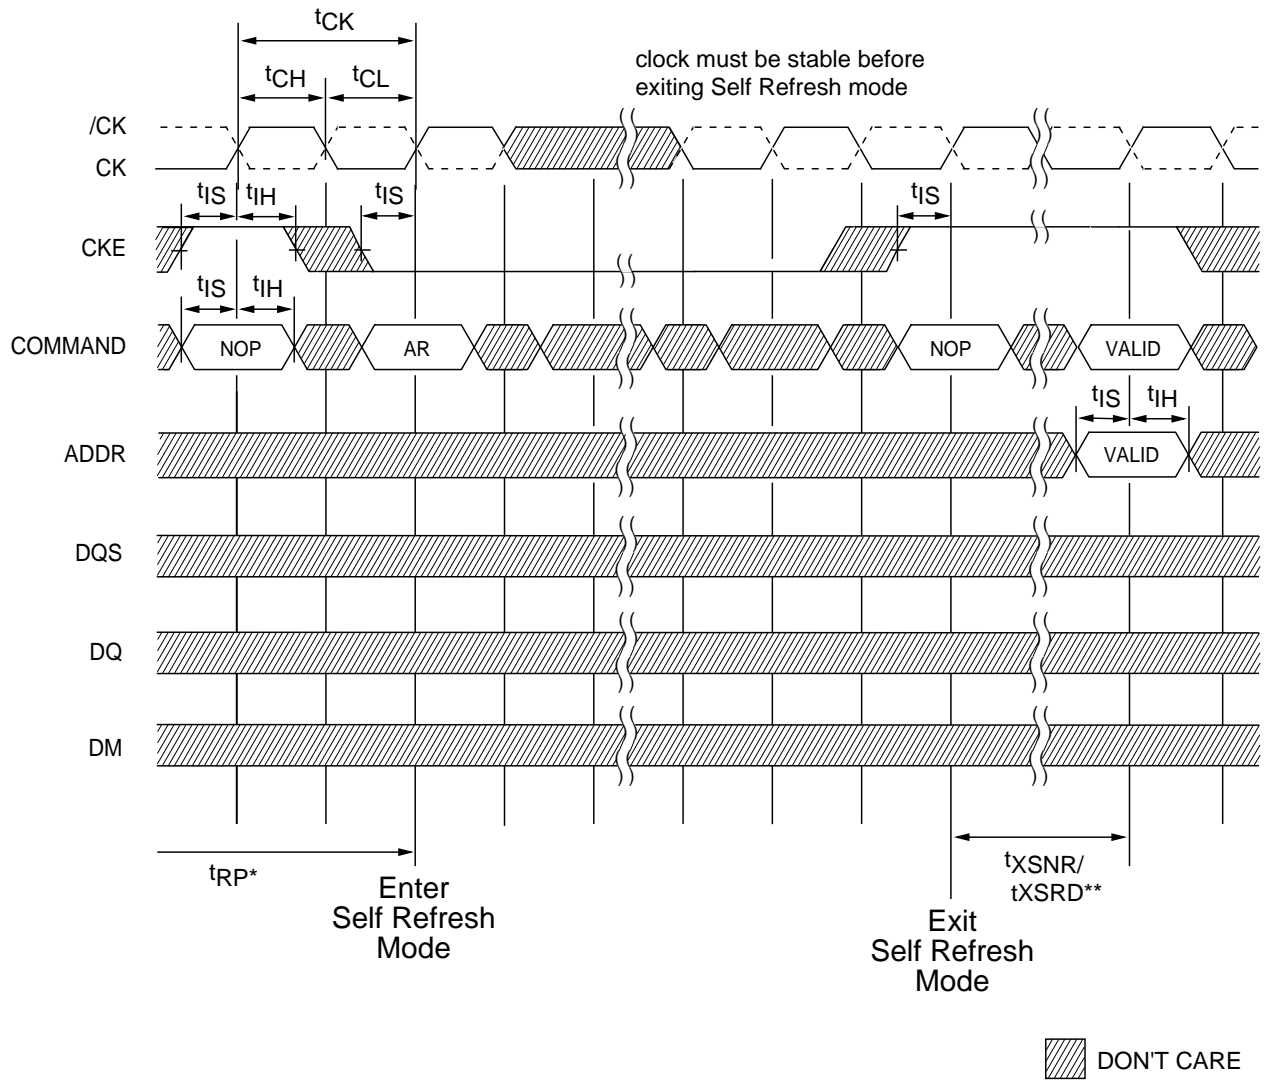 tCK
clock must be stable before
exiting Self Refresh mode
tCH tCL
/CK
CK
tIS tIH tIS tIS
CKE
tIS tIH
COMMAND NOP AR NOP VALID
tIS tIH
ADDR VALID
DQS
DQ
DM
tRP*
tXSNR/
tXSRD**
Enter
Self Refresh
Mode
Exit
Self Refresh
Mode
DON'T CARE